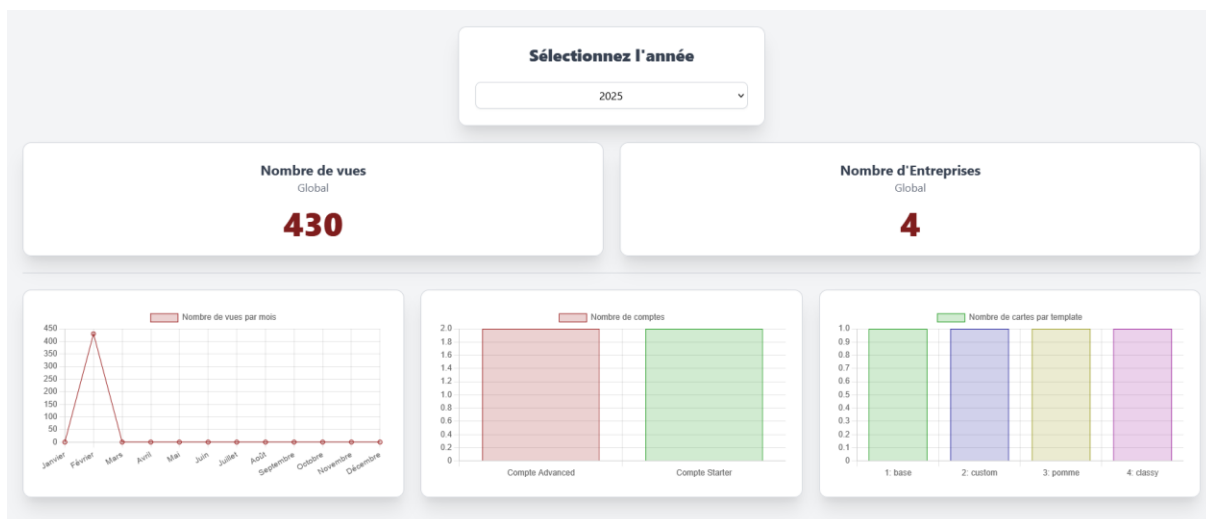 Sélectionnez l'année
2025
Nombre de vues
Global
430
Nombre d'Entreprises
Global
4
Nombre de vues par mois
450
400
350
300
250
200
150
100
50
0
Janvier
Février
Mars
Avril
Mai
Juin
Juillet
Août
Septembre
Octobre
Novembre
Décembre
Nombre de comptes
2.0
1.8
1.6
1.4
1.2
1.0
0.8
0.6
0.4
0.2
0
Compte Advanced
Compte Starter
Nombre de cartes par template
1.0
0.9
0.8
0.7
0.6
0.5
0.4
0.3
0.2
0.1
0
1: base
2: custom
3: pomme
4: classy